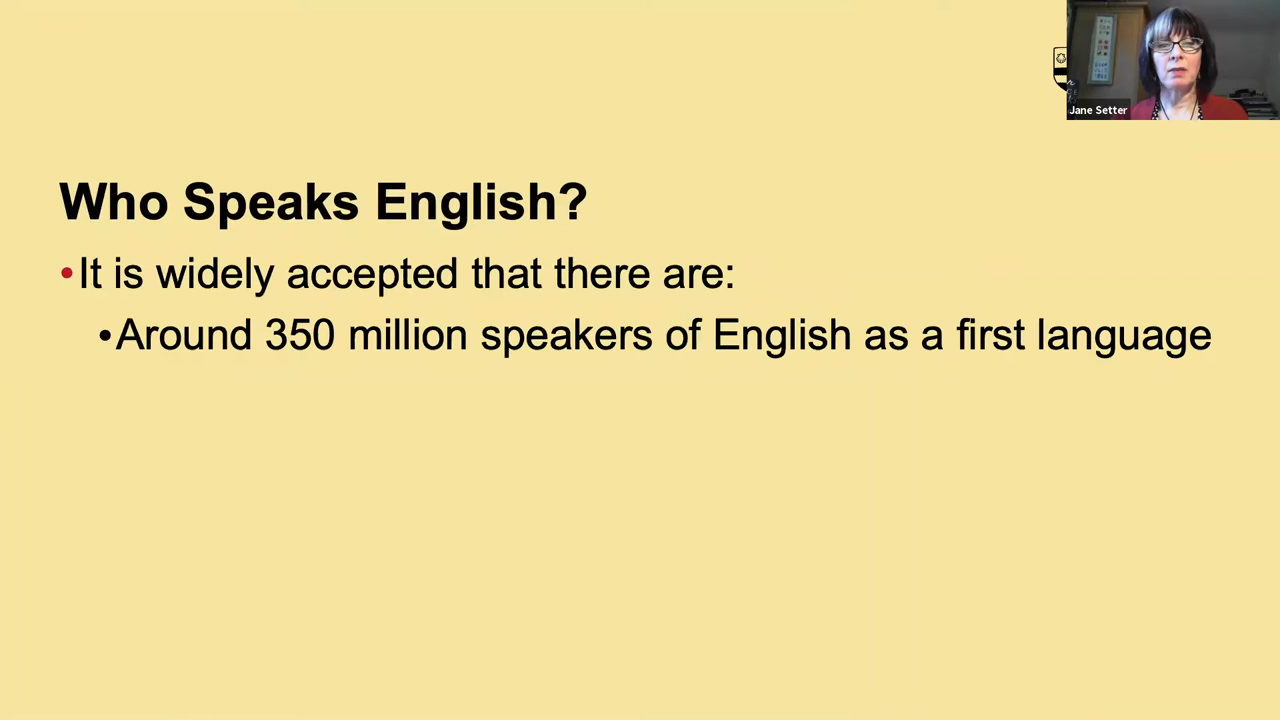 Jane Setter
Who Speaks English?
•It is widely accepted that there are:
•Around 350 million speakers of English as a first language